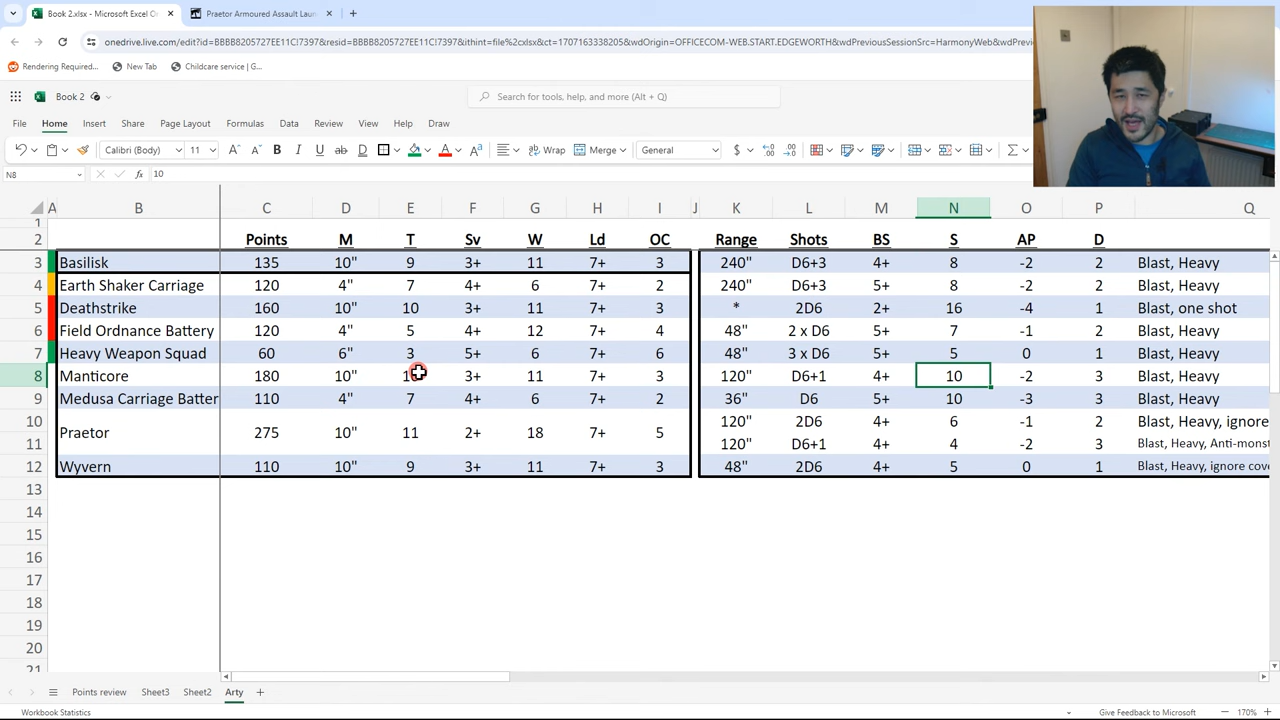 Book 2.xlsx - Microsoft Excel O
Praetor Armoured Assault Laun
onedrive.live.com/edit?id=BBBB8205727EE11C!7397&resid=BBBB8205727EE11C!7397&ithint=file%2cxlsx&ct=1707163338205&wdOrigin=OFFICECOM-WEB.START.EDGEWORTH&wdPreviousSessionSrc=HarmonyWeb&wdPrevi
Rendering Required... New Tab Childcare service | G...
Book 2
Search for tools, help, and more (Alt + Q)
File Home Insert Share Page Layout Formulas Data Review View Help Draw
Calibri (Body) 11 B I U ab D A Wrap Merge General $
N8 fx 10
A B C D E F G H I J K L M N O P Q
1
2 Points M T Sv W Ld OC Range Shots BS S AP D
3 Basilisk 135 10" 9 3+ 11 7+ 3 240" D6+3 4+ 8 -2 2 Blast, Heavy
4 Earth Shaker Carriage 120 4" 7 4+ 6 7+ 2 240" D6+3 5+ 8 -2 2 Blast, Heavy
5 Deathstrike 160 10" 10 3+ 11 7+ 3 * 2D6 2+ 16 -4 1 Blast, one shot
6 Field Ordnance Battery 120 4" 5 4+ 12 7+ 4 48" 2 x D6 5+ 7 -1 2 Blast, Heavy
7 Heavy Weapon Squad 60 6" 3 5+ 6 7+ 6 48" 3 x D6 5+ 5 0 1 Blast, Heavy
8 Manticore 180 10" 3+ 11 7+ 3 120" D6+1 4+ 10 -2 3 Blast, Heavy
9 Medusa Carriage Batter 110 4" 7 4+ 6 7+ 2 36" D6 5+ 10 -3 3 Blast, Heavy
10 120" 2D6 4+ 6 -1 2 Blast, Heavy, ignore
Praetor 275 10" 11 2+ 18 7+ 5
11 120" D6+1 4+ 4 -2 3 Blast, Heavy, Anti-monst
12 Wyvern 110 10" 9 3+ 11 7+ 3 48" 2D6 4+ 5 0 1 Blast, Heavy, ignore cov
13
14
15
16
17
18
19
20
21
Points review Sheet3 Sheet2 Arty
Workbook Statistics Give Feedback to Microsoft 170%